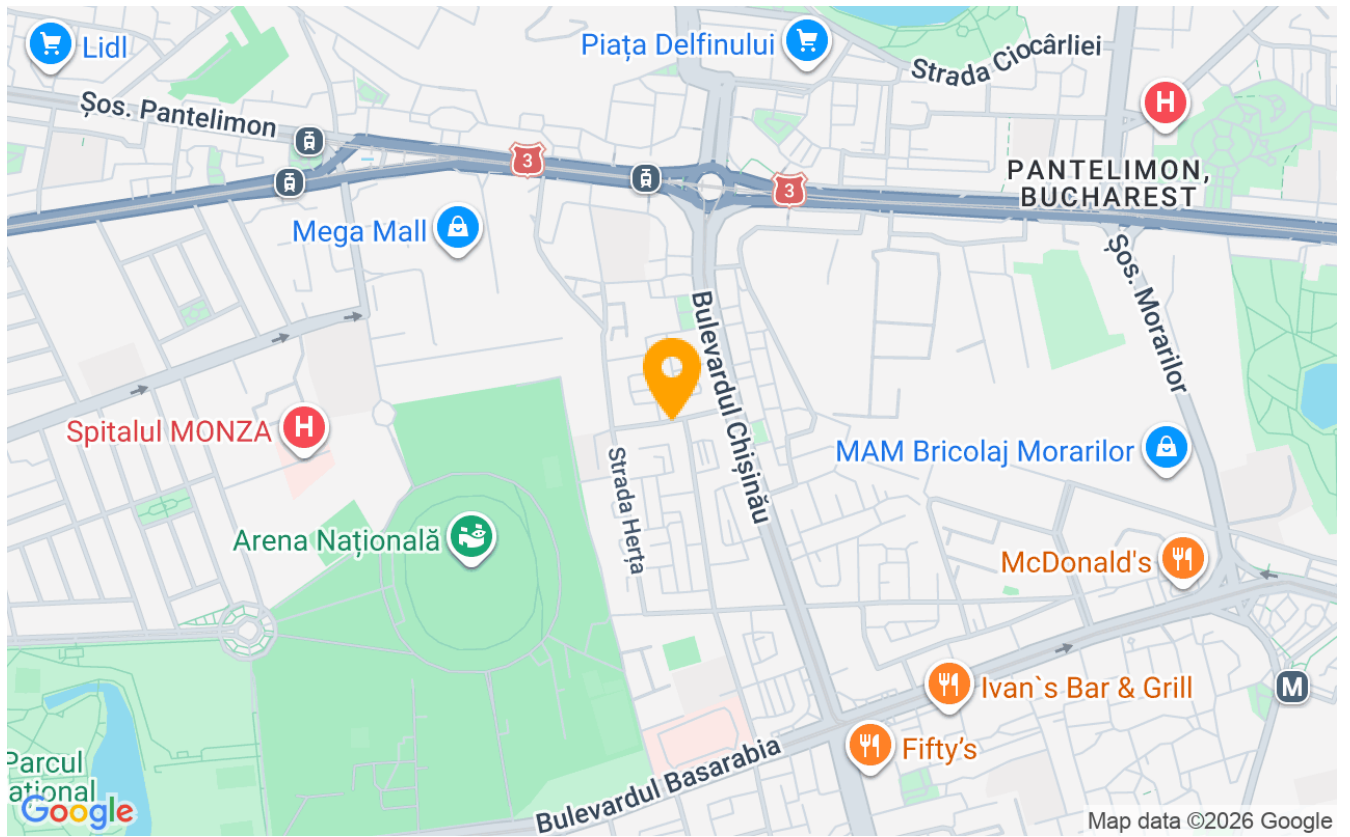 Lidl
Piața Delfinului
Strada Ciocârliei
Șos. Pantelimon
H
3
3
PANTELIMON,
BUCHAREST
Mega Mall
Șos. Morarilor
Bulevardul Chișinău
Spitalul MONZA
H
MAM Bricolaj Morarilor
Strada Herța
Arena Națională
McDonald's
Ivan`s Bar & Grill
M
Fifty's
Bulevardul Basarabia
Parcul
ațional
Google
Map data ©2026 Google